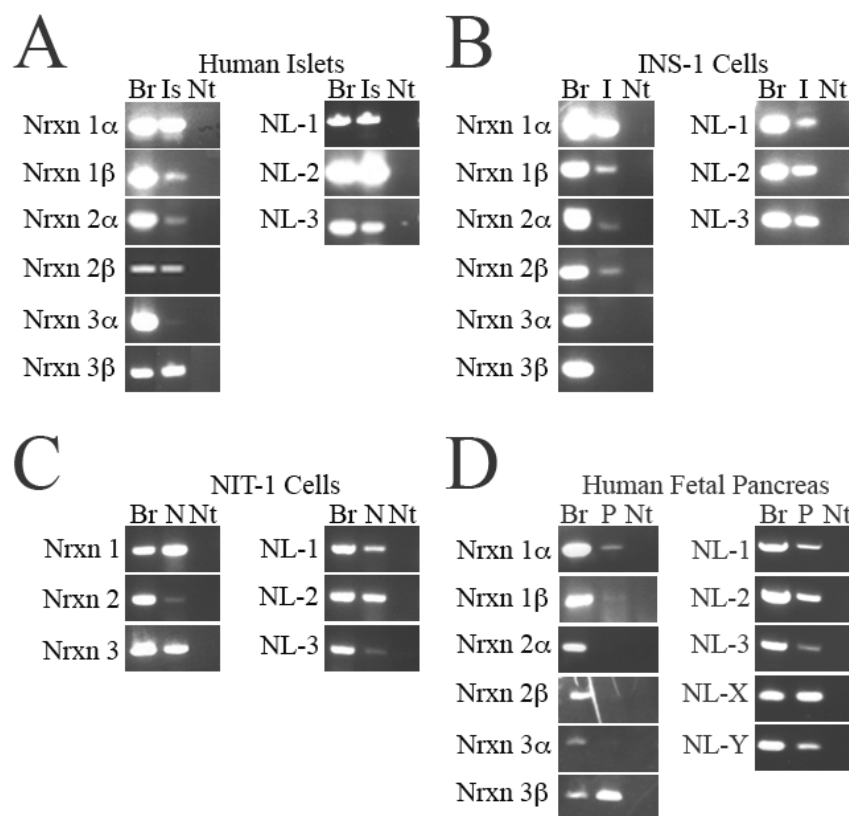 A
Human Islets
Br Is Nt
Nrxn 1α
Nrxn 1β
Nrxn 2α
Nrxn 2β
Nrxn 3α
Nrxn 3β
Br Is Nt
NL-1
NL-2
NL-3
B
INS-1 Cells
Br I Nt
Nrxn 1α
Nrxn 1β
Nrxn 2α
Nrxn 2β
Nrxn 3α
Nrxn 3β
Br I Nt
NL-1
NL-2
NL-3
C
NIT-1 Cells
Br N Nt
Nrxn 1
Nrxn 2
Nrxn 3
Br N Nt
NL-1
NL-2
NL-3
D
Human Fetal Pancreas
Br P Nt
Nrxn 1α
Nrxn 1β
Nrxn 2α
Nrxn 2β
Nrxn 3α
Nrxn 3β
Br P Nt
NL-1
NL-2
NL-3
NL-X
NL-Y